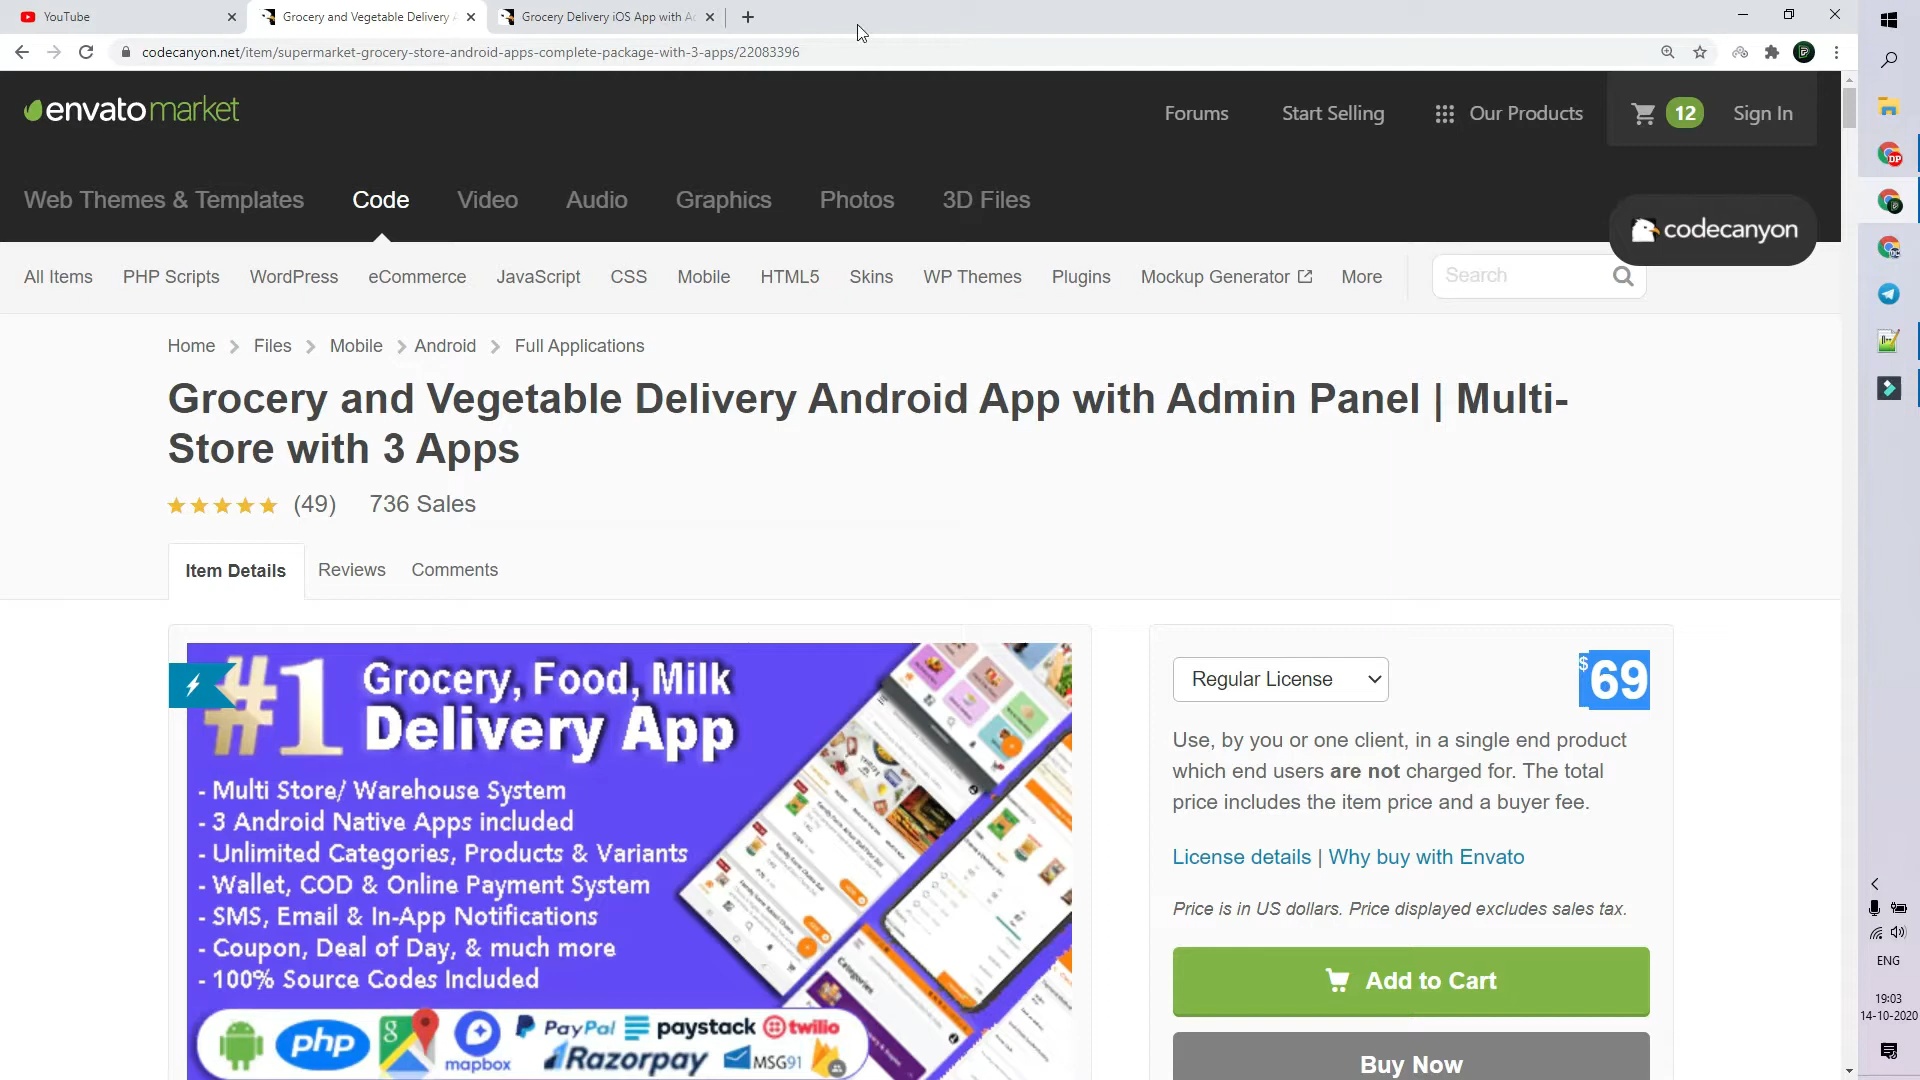 YouTube
Grocery and Vegetable Delivery A
Grocery Delivery iOS App with Ad
codecanyon.net/item/supermarket-grocery-store-android-apps-complete-package-with-3-apps/22083396
envatomarket
Forums
Start Selling
Our Products
12
Sign In
Web Themes & Templates
Code
Video
Audio
Graphics
Photos
3D Files
codecanyon
All Items
PHP Scripts
WordPress
eCommerce
JavaScript
CSS
Mobile
HTML5
Skins
WP Themes
Plugins
Mockup Generator
More
Search
Home
Files
Mobile
Android
Full Applications
Grocery and Vegetable Delivery Android App with Admin Panel | Multi-
Store with 3 Apps
(49)
736 Sales
Item Details
Reviews
Comments
#1
Grocery, Food, Milk
Delivery App
- Multi Store/ Warehouse System
- 3 Android Native Apps included
- Unlimited Categories, Products & Variants
- Wallet, COD & Online Payment System
- SMS, Email & In-App Notifications
- Coupon, Deal of Day, & much more
- 100% Source Codes Included
php
mapbox
PayPal
paystack
twilio
Razorpay
MSG91
Categories
Regular License
$69
Use, by you or one client, in a single end product
which end users are not charged for. The total
price includes the item price and a buyer fee.
License details | Why buy with Envato
Price is in US dollars. Price displayed excludes sales tax.
Add to Cart
Buy Now
DP
ENG
19:03
14-10-2020